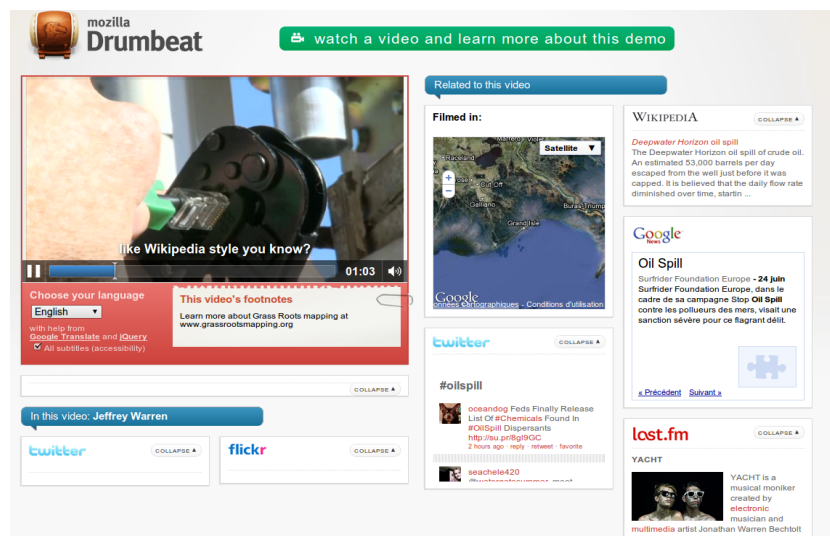 mozilla
Drumbeat
watch a video and learn more about this demo
like Wikipedia style you know?
01:03
Choose your language
English
with help from
Google Translate and jQuery
All subtitles (accessibility)
This video's footnotes
Learn more about Grass Roots mapping at
www.grassrootsmapping.org
COLLAPSE
In this video: Jeffrey Warren
twitter
COLLAPSE
flickr
COLLAPSE
Related to this video
Filmed in:
Satellite
Raceland
Cut Off
Galliano
Grand Isle
Buras-Triump
Google
Conditions d'utilisation
twitter
COLLAPSE
#oilspill
oceandog Feds Finally Release
List Of #Chemicals Found In
#OilSpill Dispersants
http://su.pr/8gI9GC
2 hours ago · reply · retweet · favorite
seachele420
WIKIPEDIA
COLLAPSE
Deepwater Horizon oil spill
The Deepwater Horizon oil spill of crude oil.
An estimated 53,000 barrels per day
escaped from the well just before it was
capped. It is believed that the daily flow rate
diminished over time, startin ...
Google
News
Oil Spill
Surfrider Foundation Europe - 24 juin
Surfrider Foundation Europe, dans le
cadre de sa campagne Stop Oil Spill
contre les pollueurs des mers, visait une
sanction sévère pour ce flagrant délit.
« Précédent Suivant »
last.fm
COLLAPSE
YACHT
YACHT is a
musical moniker
created by
electronic
musician and
multimedia artist Jonathan Warren Bechtolt